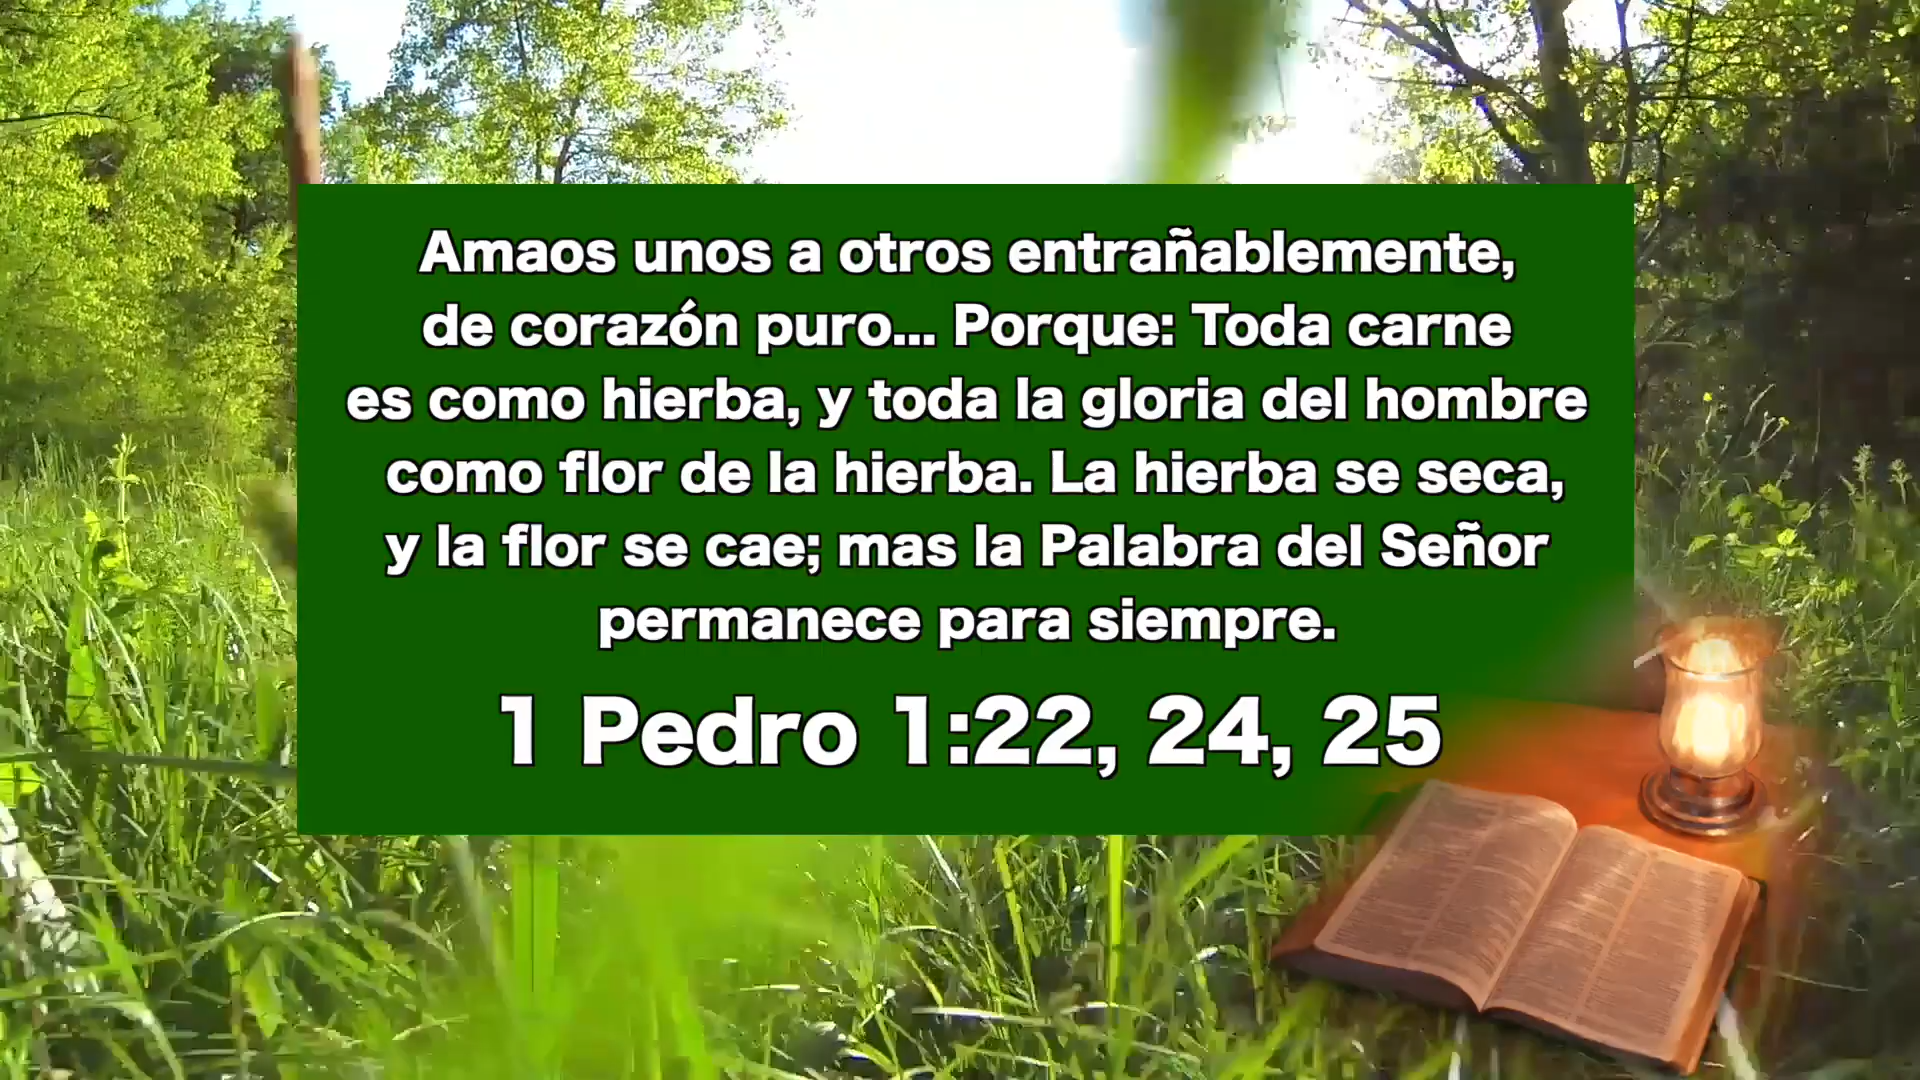 Amaos unos a otros entrañablemente,
de corazón puro... Porque: Toda carne
es como hierba, y toda la gloria del hombre
como flor de la hierba. La hierba se seca,
y la flor se cae; mas la Palabra del Señor
permanece para siempre.
1 Pedro 1:22, 24, 25